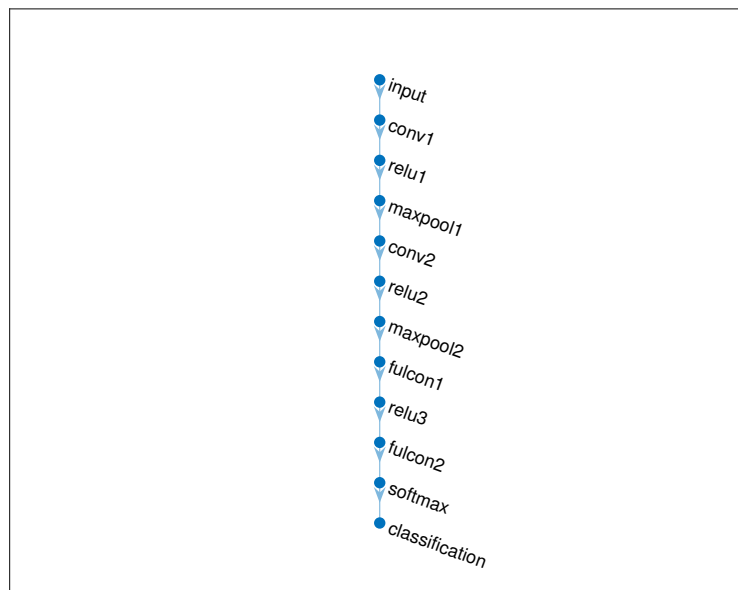 input
conv1
relu1
maxpool1
conv2
relu2
maxpool2
fulcon1
relu3
fulcon2
softmax
classification